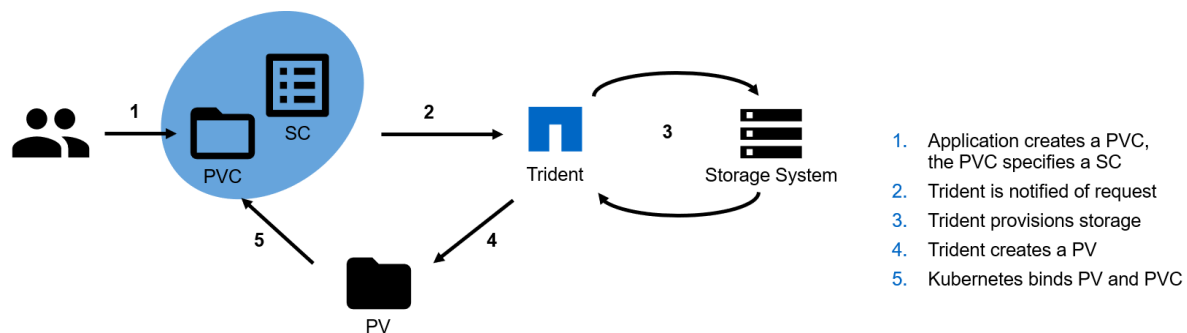 1
SC
PVC
2
Trident
3
Storage System
4
PV
5
1. Application creates a PVC,
the PVC specifies a SC
2. Trident is notified of request
3. Trident provisions storage
4. Trident creates a PV
5. Kubernetes binds PV and PVC